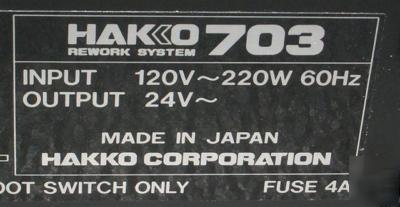 HAKKO 703
REWORK SYSTEM
INPUT 120V~220W 60Hz
OUTPUT 24V~
MADE IN JAPAN
HAKKO CORPORATION
OOT SWITCH ONLY FUSE 4A